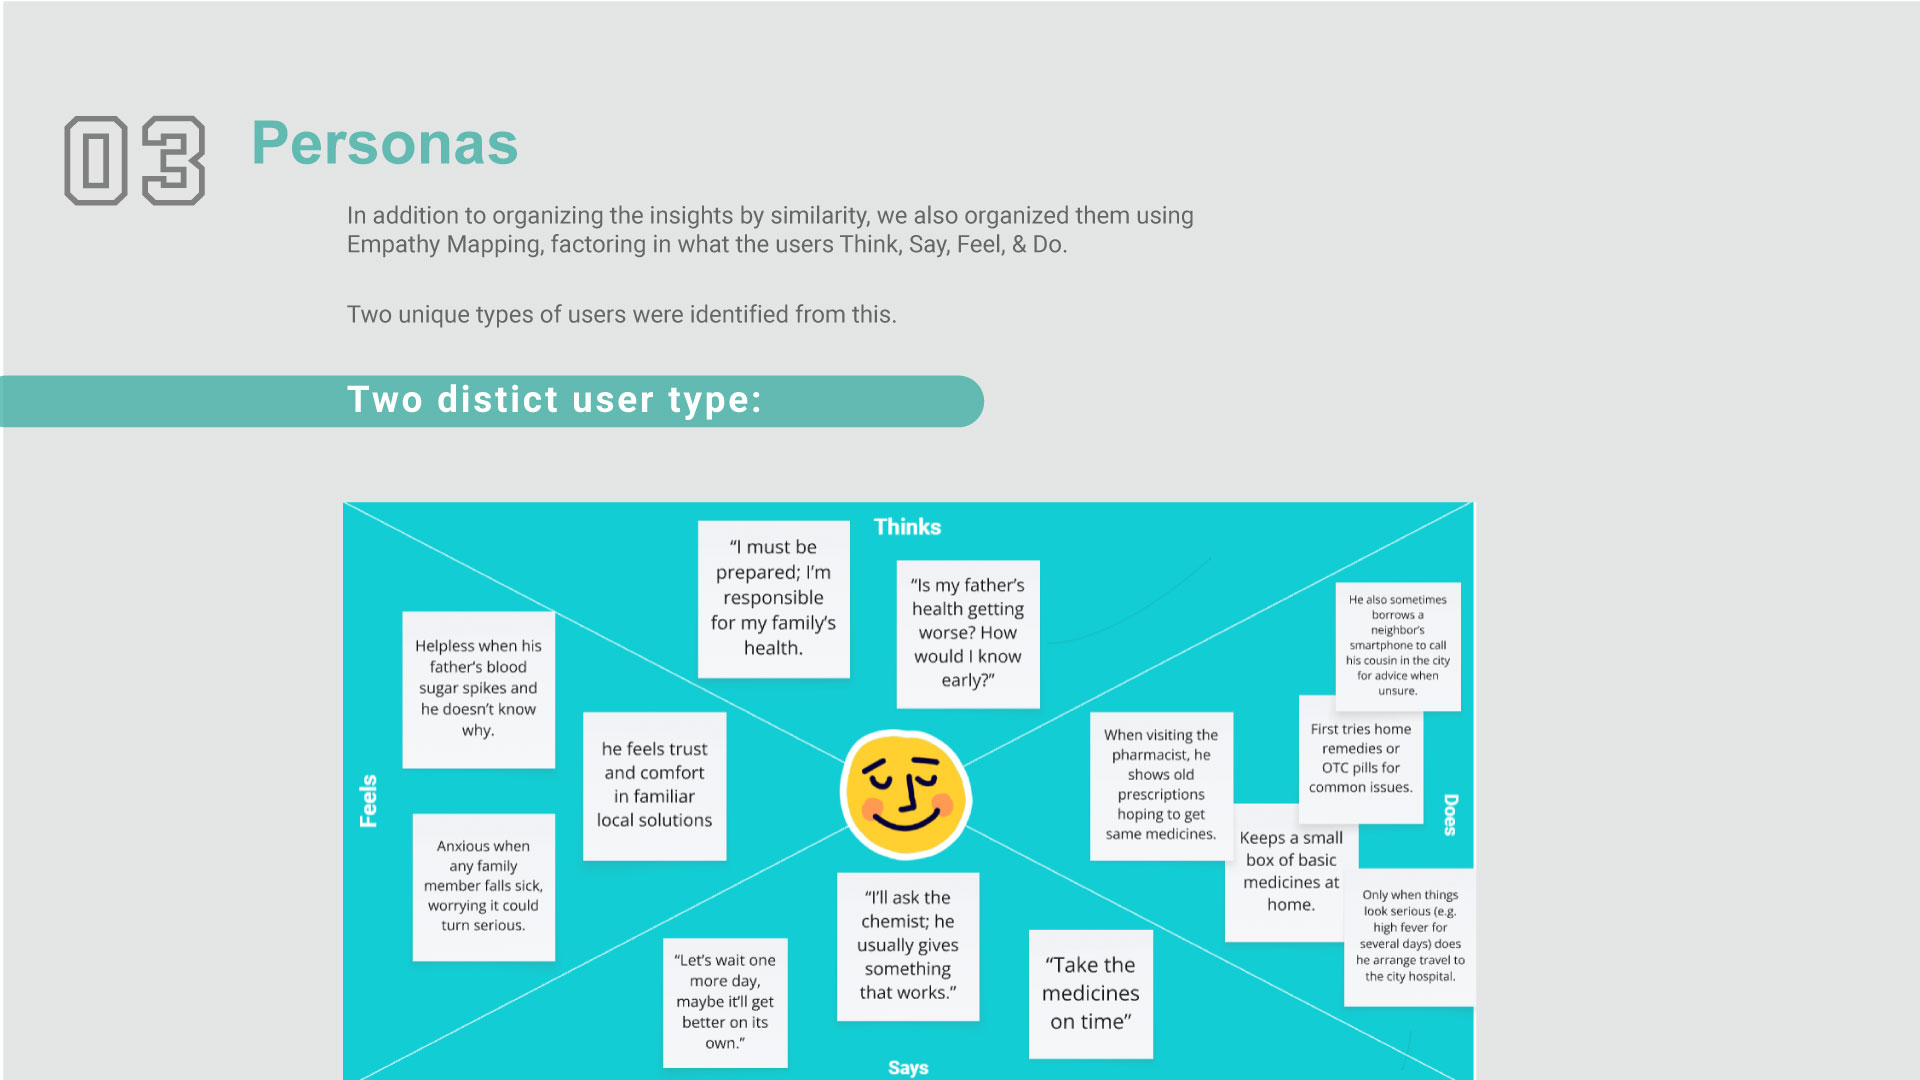 03
Personas
In addition to organizing the insights by similarity, we also organized them using
Empathy Mapping, factoring in what the users Think, Say, Feel, & Do.
Two unique types of users were identified from this.
Two distict user type:
Thinks
“I must be
prepared; I’m
responsible
for my family’s
health.
“Is my father’s
health getting
worse? How
would I know
early?”
Feels
Helpless when his
father’s blood
sugar spikes and
he doesn’t know
why.
he feels trust
and comfort
in familiar
local solutions
Anxious when
any family
member falls sick,
worrying it could
turn serious.
Does
He also sometimes
borrows a
neighbor’s
smartphone to call
his cousin in the city
for advice when
unsure.
First tries home
remedies or
OTC pills for
common issues.
When visiting the
pharmacist, he
shows old
prescriptions
hoping to get
same medicines.
Keeps a small
box of basic
medicines at
home.
Only when things
look serious (e.g.
high fever for
several days) does
he arrange travel to
the city hospital.
“Let’s wait one
more day,
maybe it’ll get
better on its
own.”
“I’ll ask the
chemist; he
usually gives
something
that works.”
“Take the
medicines
on time”
Says